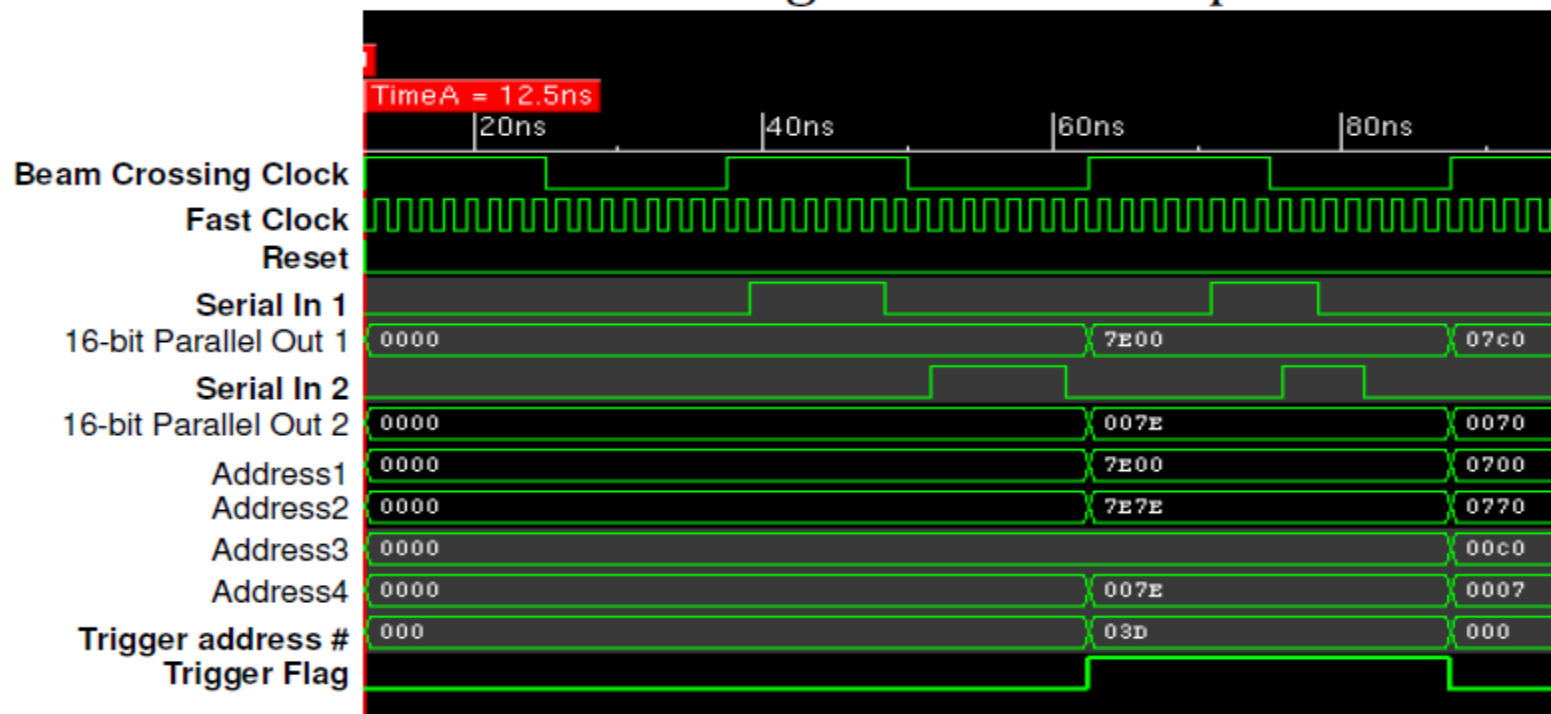 TimeA = 12.5ns
20ns 40ns 60ns 80ns
Beam Crossing Clock
Fast Clock
Reset
Serial In 1
16-bit Parallel Out 1 0000 7E00 07c0
Serial In 2
16-bit Parallel Out 2 0000 007E 0070
Address1 0000 7E00 0700
Address2 0000 7E7E 0770
Address3 0000 00c0
Address4 0000 007E 0007
Trigger address # 000 03D 000
Trigger Flag